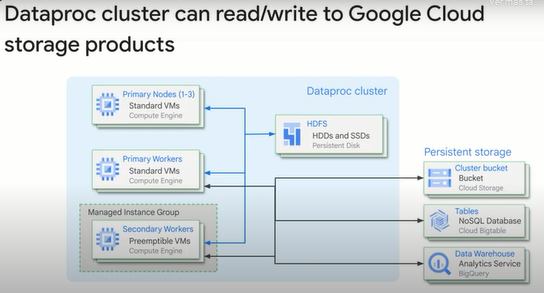 Dataproc cluster can read/write to Google Cloud
storage products
Primary Nodes (1-3)
Standard VMs
Compute Engine
Dataproc cluster
HDFS
HDDs and SSDs
Persistent Disk
Primary Workers
Standard VMs
Compute Engine
Managed Instance Group
Secondary Workers
Preemptible VMs
Compute Engine
Persistent storage
Cluster bucket
Bucket
Cloud Storage
Tables
NoSQL Database
Cloud Bigtable
Data Warehouse
Analytics Service
BigQuery